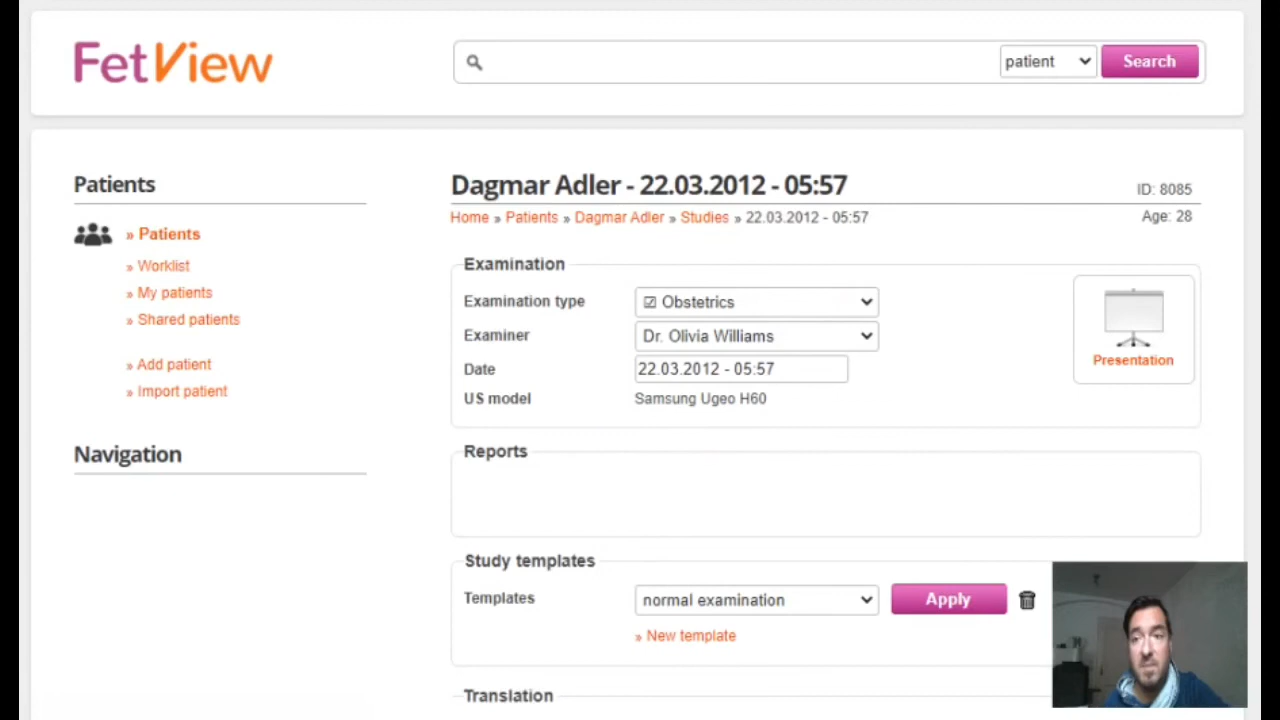 FetView
patient
Search
Patients
» Patients
» Worklist
» My patients
» Shared patients
» Add patient
» Import patient
Navigation
Dagmar Adler - 22.03.2012 - 05:57
ID: 8085
Home » Patients » Dagmar Adler » Studies » 22.03.2012 - 05:57
Age: 28
Examination
Examination type
Obstetrics
Examiner
Dr. Olivia Williams
Date
22.03.2012 - 05:57
US model
Samsung Ugeo H60
Presentation
Reports
Study templates
Templates
normal examination
Apply
» New template
Translation